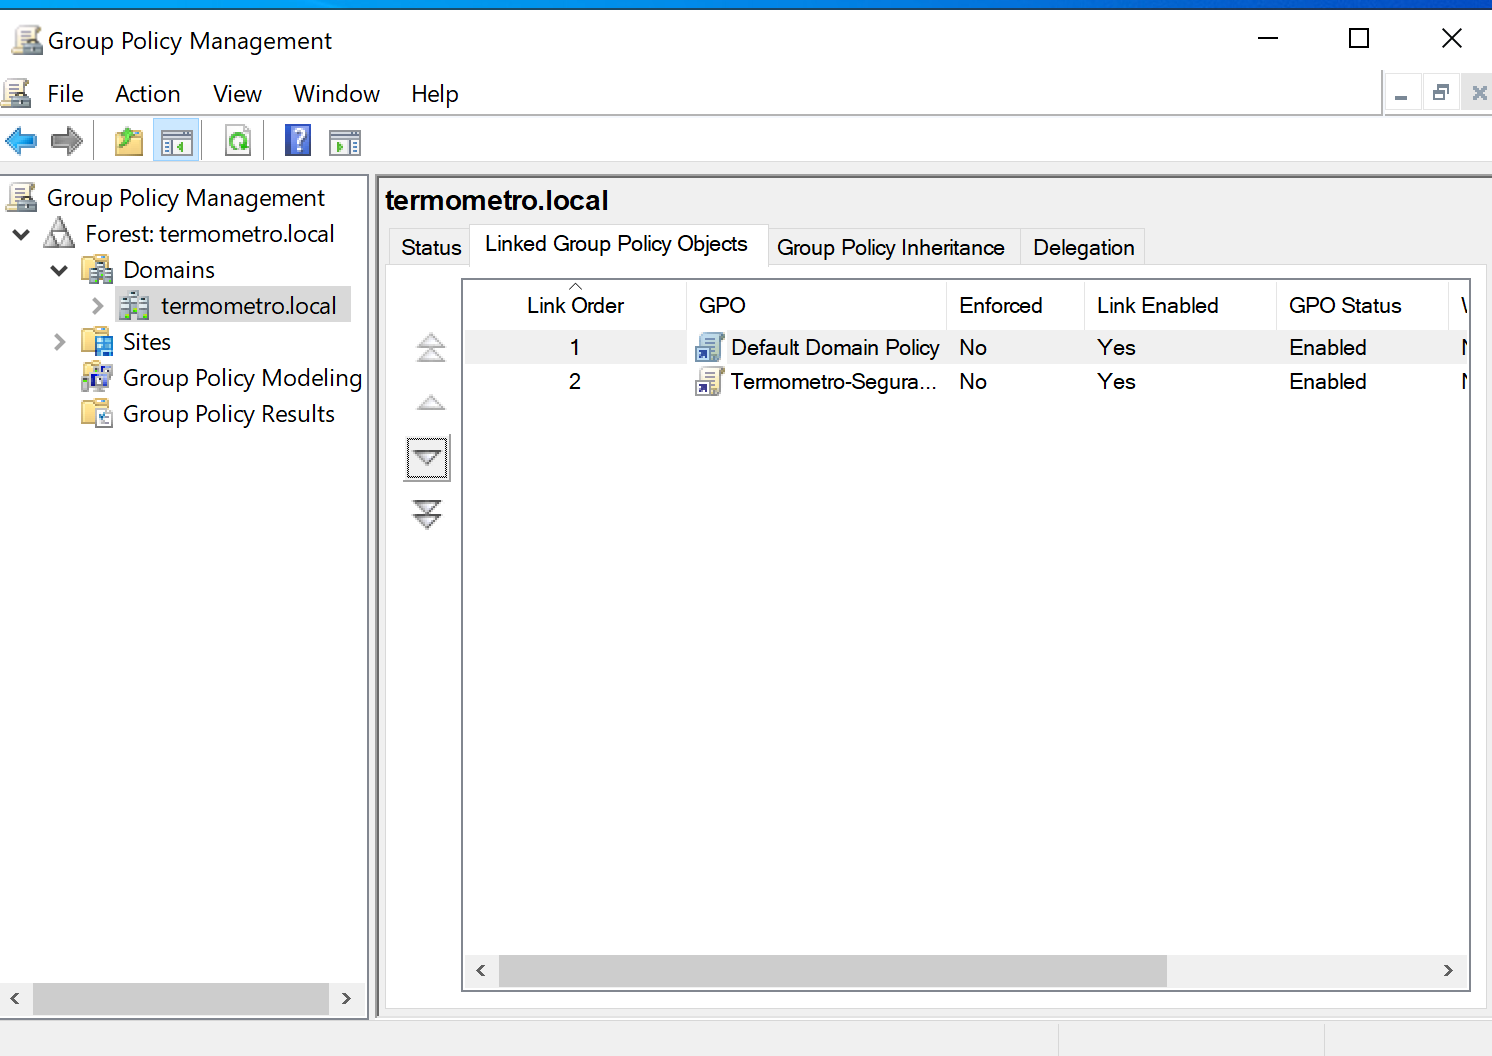 Group Policy Management
File Action View Window Help
Group Policy Management
Forest: termometro.local
Domains
termometro.local
Sites
Group Policy Modeling
Group Policy Results
termometro.local
Status Linked Group Policy Objects Group Policy Inheritance Delegation
Link Order GPO Enforced Link Enabled GPO Status
1 Default Domain Policy No Yes Enabled
2 Termometro-Segura... No Yes Enabled